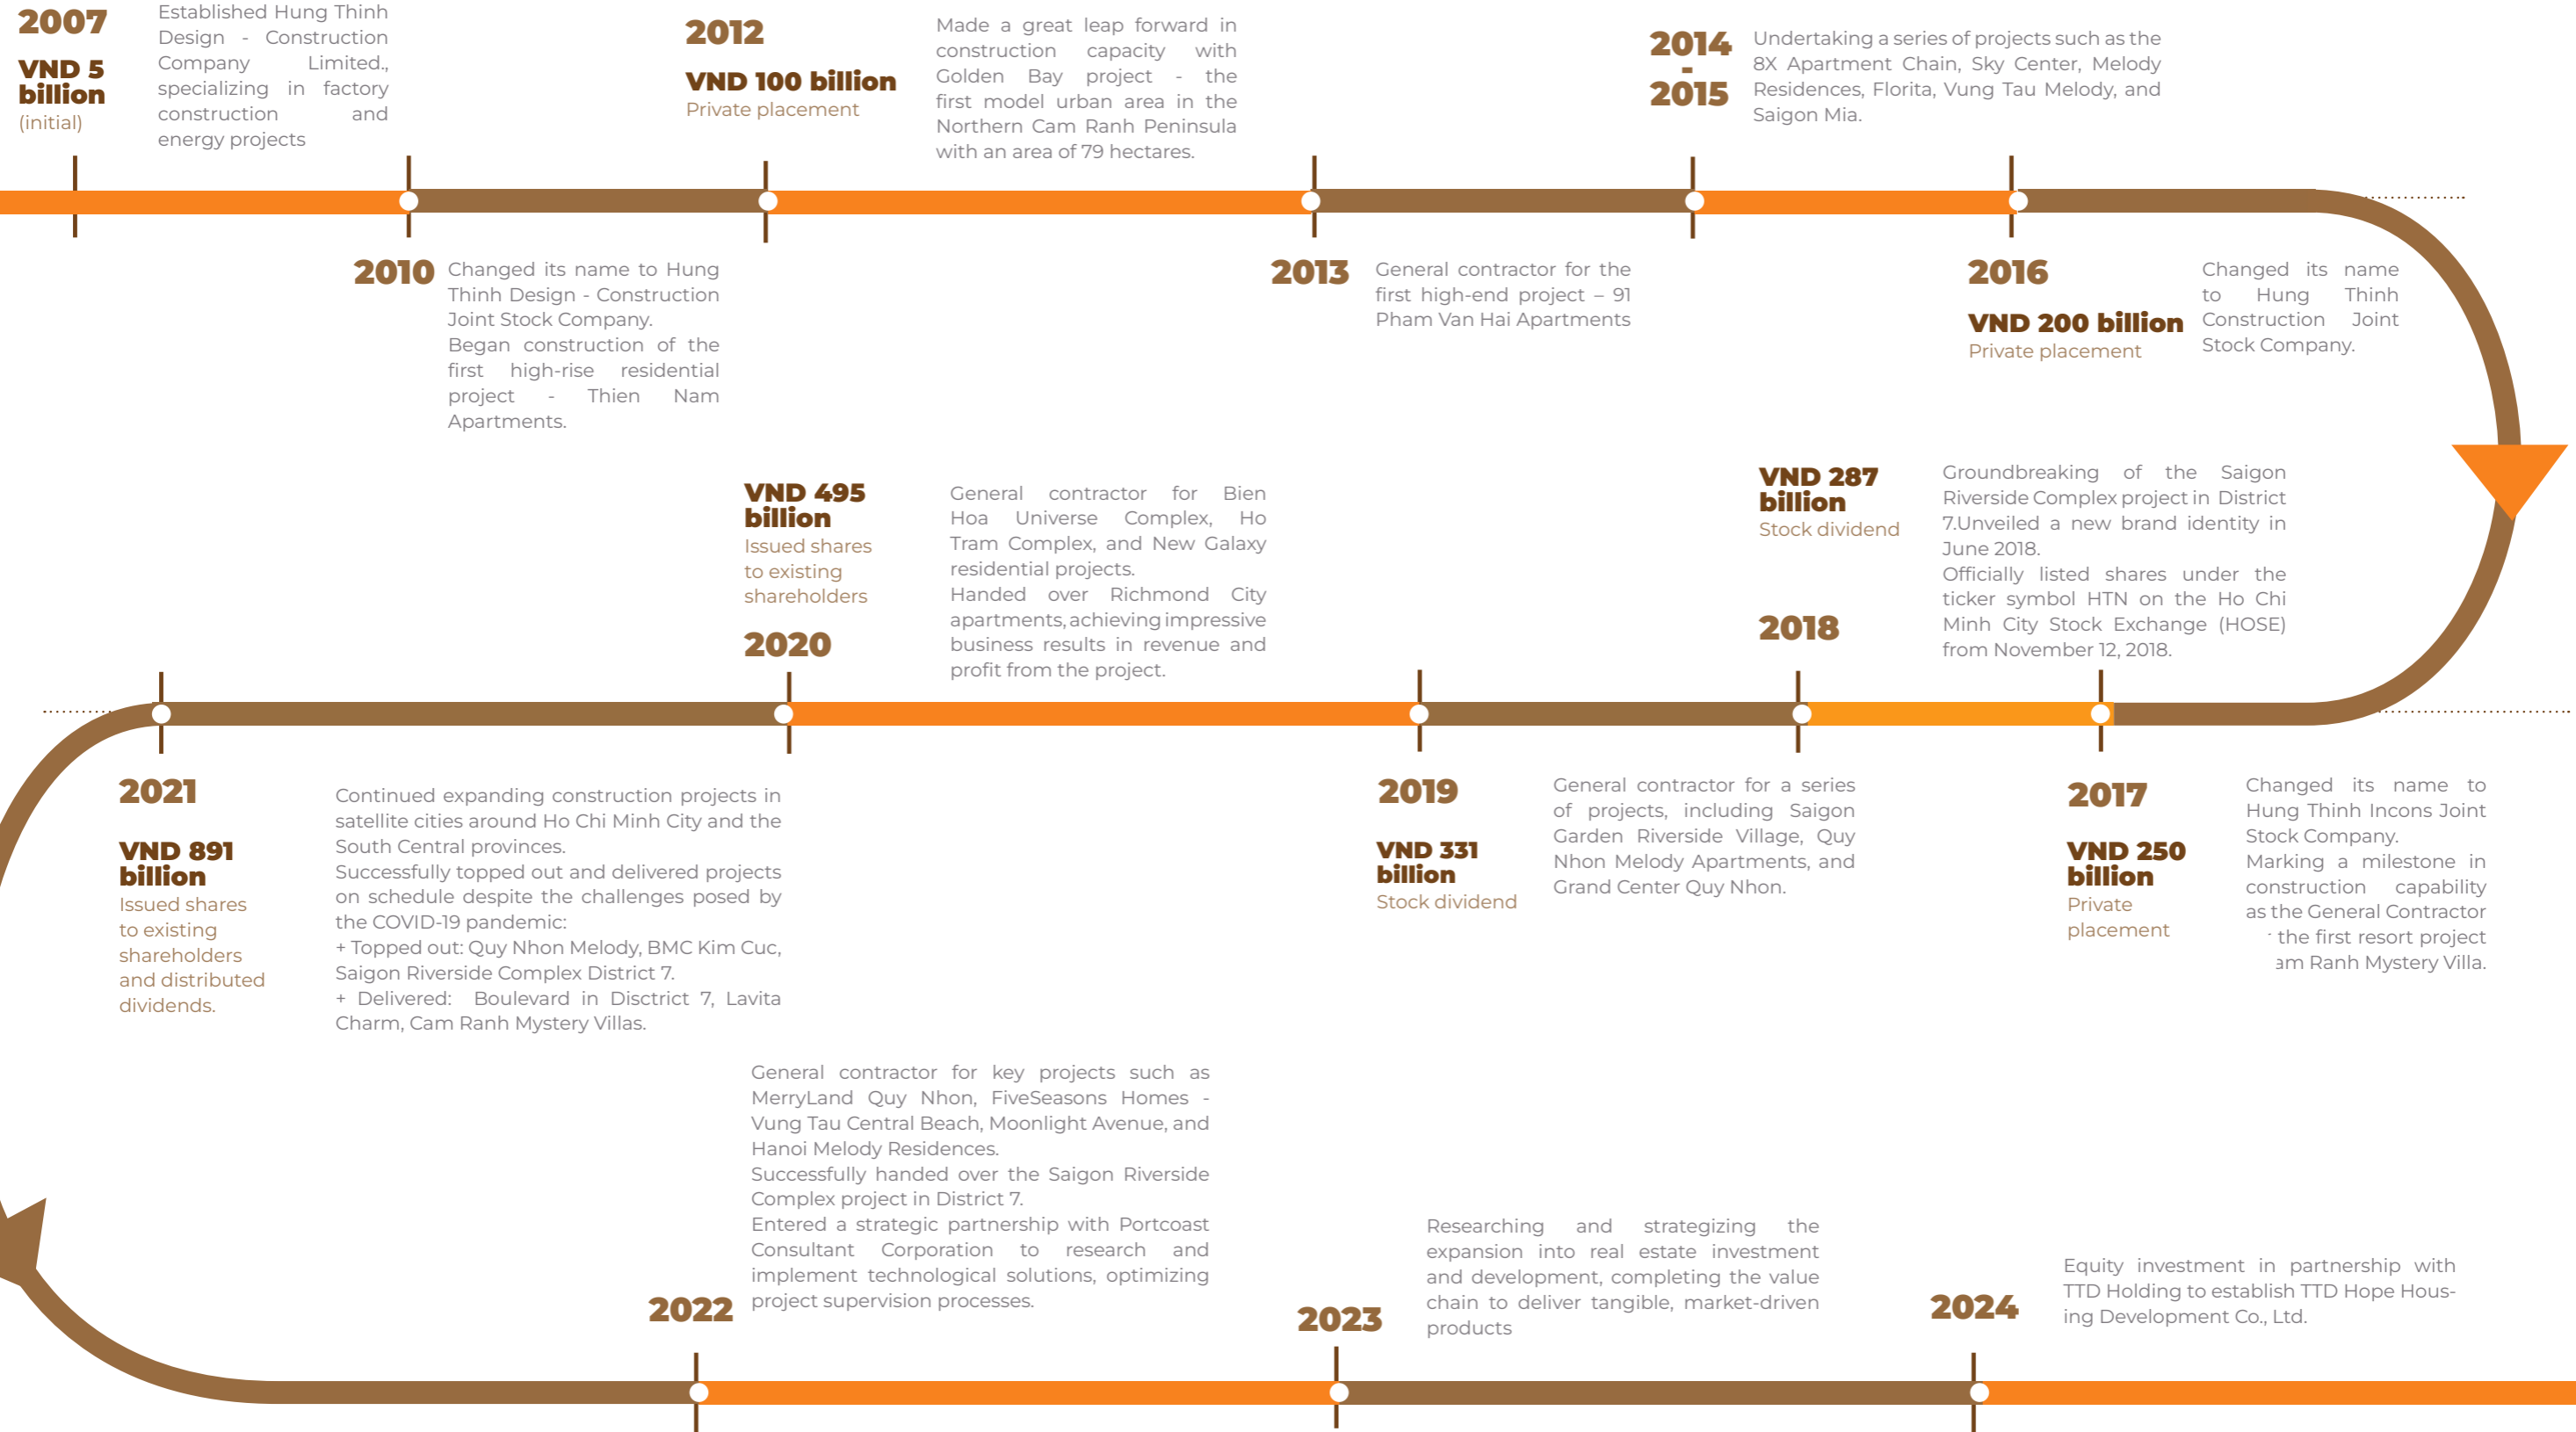 2007
VND 5
billion
(initial)
Established Hung Thinh
Design - Construction
Company Limited.,
specializing in factory
construction and
energy projects
2010
Changed its name to Hung
Thinh Design - Construction
Joint Stock Company.
Began construction of the
first high-rise residential
project - Thien Nam
Apartments.
2012
VND 100 billion
Private placement
Made a great leap forward in
construction capacity with
Golden Bay project - the
first model urban area in the
Northern Cam Ranh Peninsula
with an area of 79 hectares.
2013
General contractor for the
first high-end project – 91
Pham Van Hai Apartments
2014
-
2015
Undertaking a series of projects such as the
8X Apartment Chain, Sky Center, Melody
Residences, Florita, Vung Tau Melody, and
Saigon Mia.
2016
VND 200 billion
Private placement
Changed its name
to Hung Thinh
Construction Joint
Stock Company.
2017
VND 250
billion
Private
placement
Changed its name to
Hung Thinh Incons Joint
Stock Company.
Marking a milestone in
construction capability
as the General Contractor
the first resort project
am Ranh Mystery Villa.
VND 287
billion
Stock dividend
2018
Groundbreaking of the Saigon
Riverside Complex project in District
7.Unveiled a new brand identity in
June 2018.
Officially listed shares under the
ticker symbol HTN on the Ho Chi
Minh City Stock Exchange (HOSE)
from November 12, 2018.
2019
VND 331
billion
Stock dividend
General contractor for a series
of projects, including Saigon
Garden Riverside Village, Quy
Nhon Melody Apartments, and
Grand Center Quy Nhon.
VND 495
billion
Issued shares
to existing
shareholders
2020
General contractor for Bien
Hoa Universe Complex, Ho
Tram Complex, and New Galaxy
residential projects.
Handed over Richmond City
apartments, achieving impressive
business results in revenue and
profit from the project.
2021
VND 891
billion
Issued shares
to existing
shareholders
and distributed
dividends.
Continued expanding construction projects in
satellite cities around Ho Chi Minh City and the
South Central provinces.
Successfully topped out and delivered projects
on schedule despite the challenges posed by
the COVID-19 pandemic:
+ Topped out: Quy Nhon Melody, BMC Kim Cuc,
Saigon Riverside Complex District 7.
+ Delivered: Boulevard in Disctrict 7, Lavita
Charm, Cam Ranh Mystery Villas.
2022
General contractor for key projects such as
MerryLand Quy Nhon, FiveSeasons Homes -
Vung Tau Central Beach, Moonlight Avenue, and
Hanoi Melody Residences.
Successfully handed over the Saigon Riverside
Complex project in District 7.
Entered a strategic partnership with Portcoast
Consultant Corporation to research and
implement technological solutions, optimizing
project supervision processes.
2023
Researching and strategizing the
expansion into real estate investment
and development, completing the value
chain to deliver tangible, market-driven
products
2024
Equity investment in partnership with
TTD Holding to establish TTD Hope Hous-
ing Development Co., Ltd.